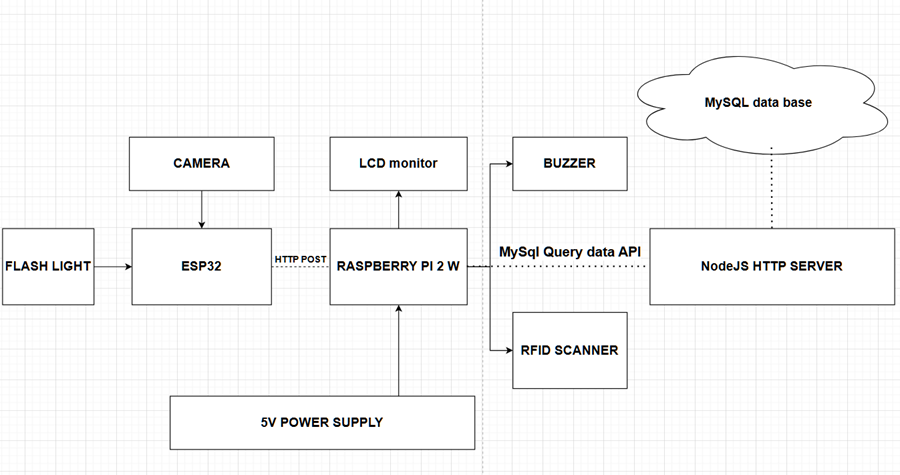 MySQL data base
CAMERA
LCD monitor
BUZZER
FLASH LIGHT
ESP32
HTTP POST
RASPBERRY PI 2 W
MySql Query data API
NodeJS HTTP SERVER
RFID SCANNER
5V POWER SUPPLY